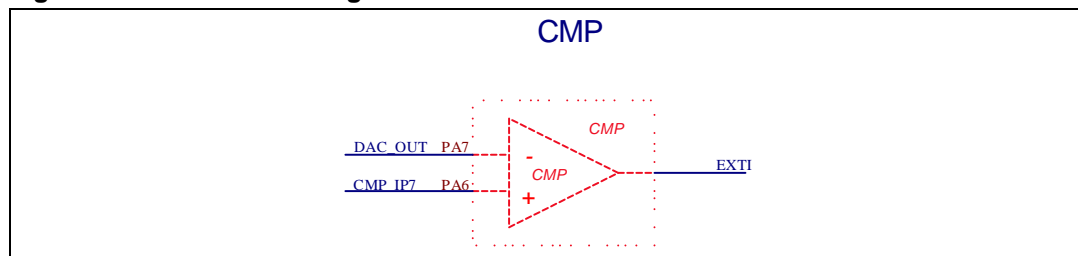 CMP
CMP
DAC_OUT PA7
-
EXTI
CMP
CMP_IP7 PA6
+